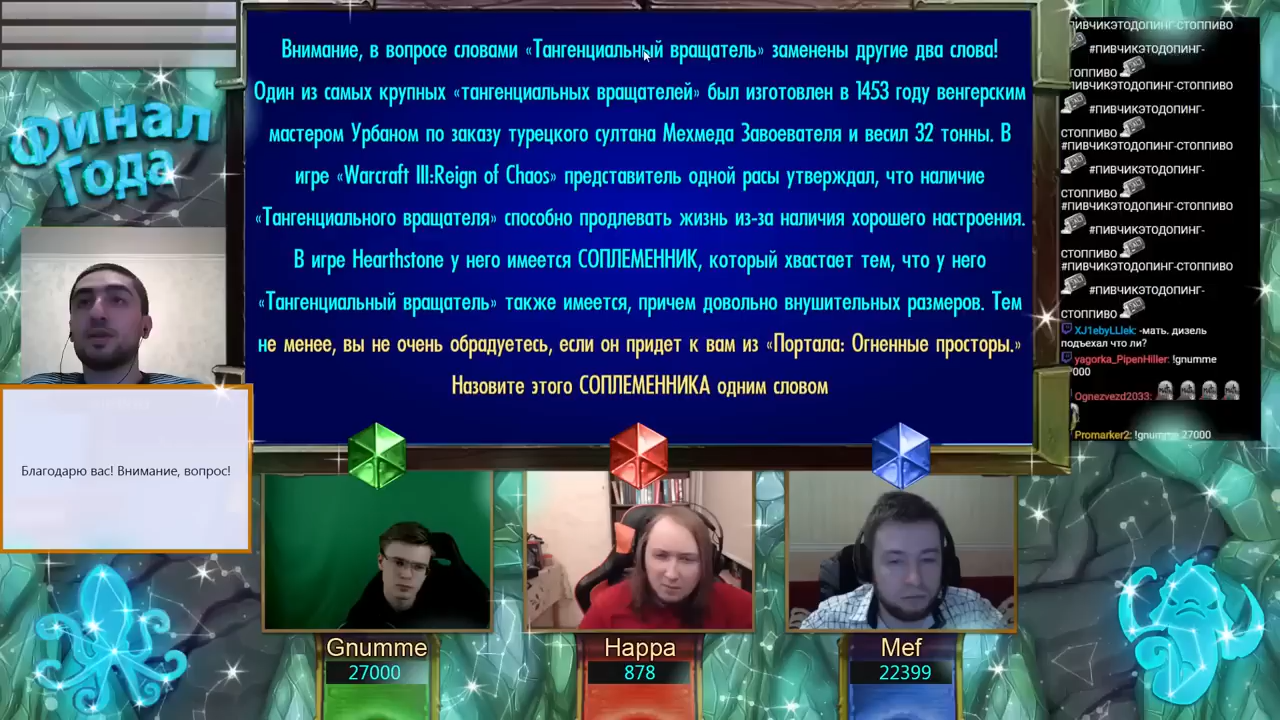 Внимание, в вопросе словами «Тангенциальный вращатель» заменены другие два слова!
Один из самых крупных «тангенциальных вращателей» был изготовлен в 1453 году венгерским
мастером Урбаном по заказу турецкого султана Мехмеда Завоевателя и весил 32 тонны. В
игре «Warcraft III:Reign of Chaos» представитель одной расы утверждал, что наличие
«Тангенциального вращателя» способно продлевать жизнь из-за наличия хорошего настроения.
В игре Hearthstone у него имеется СОПЛЕМЕННИК, который хвастает тем, что у него
«Тангенциальный вращатель» также имеется, причем довольно внушительных размеров. Тем
не менее, вы не очень обрадуетесь, если он придет к вам из «Портала: Огненные просторы.»
Назовите этого СОПЛЕМЕННИКА одним словом
Финал
Года
Благодарю вас! Внимание, вопрос!
Gnumme
27000
Happa
878
Mef
22399
ПИВЧИКЭТОДОПИНГ-СТОППИВО
#ПИВЧИКЭТОДОПИНГ-
ТОППИВО
#ПИВЧИКЭТОДОПИНГ-СТОППИВО
#ПИВЧИКЭТОДОПИНГ-
СТОППИВО
#ПИВЧИКЭТОДОПИНГ-СТОППИВО
#ПИВЧИКЭТОДОПИНГ-
СТОППИВО
#ПИВЧИКЭТОДОПИНГ-СТОППИВО
#ПИВЧИКЭТОДОПИНГ-
СТОППИВО
#ПИВЧИКЭТОДОПИНГ-СТОППИВО
#ПИВЧИКЭТОДОПИНГ-
СТОППИВО
XJ1ebyLLlek: -мать. дизель
подъехал что ли?
yagorka_PipenHiller: !gnumme
7000
Ognezvezd2033:
Promarker2: !gnumme 27000